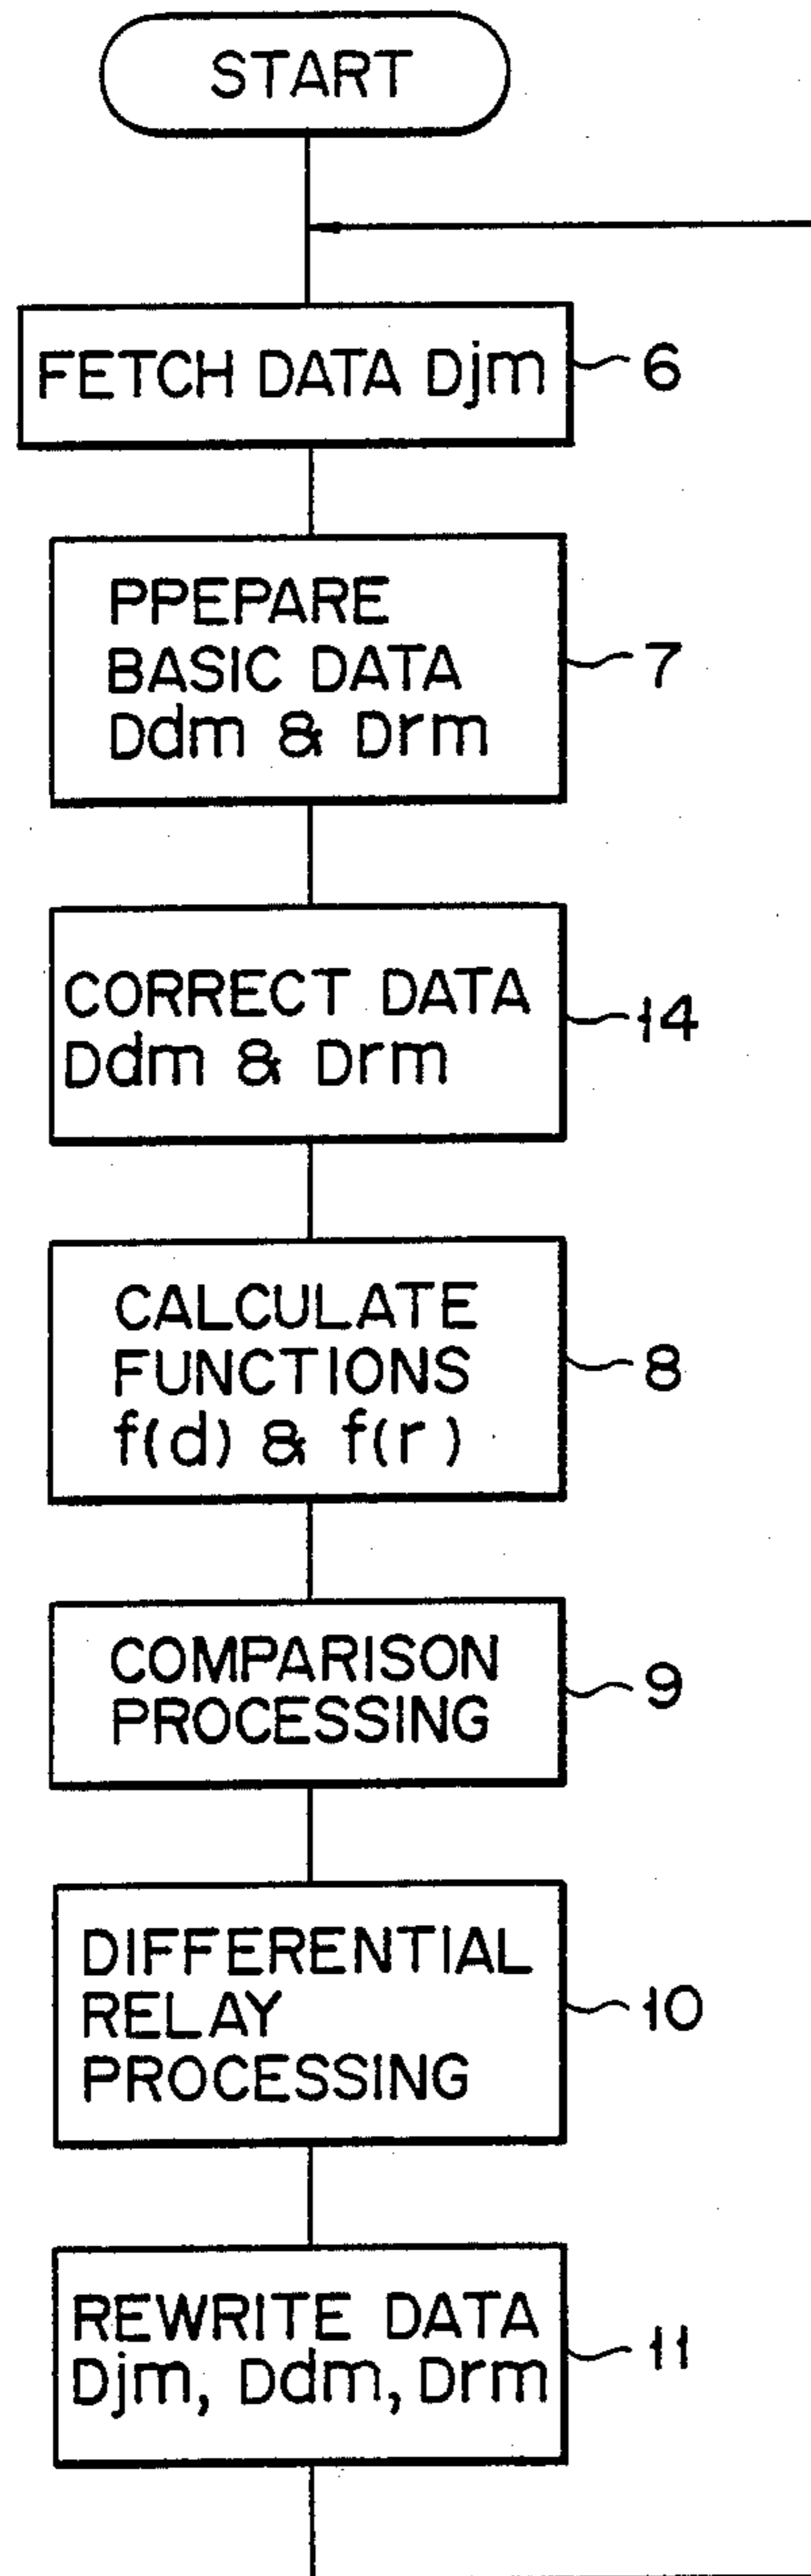 START
FETCH DATA Djm
6
PPEPARE
BASIC DATA
Ddm & Drm
7
CORRECT DATA
Ddm & Drm
14
CALCULATE
FUNCTIONS
f(d) & f(r)
8
COMPARISON
PROCESSING
9
DIFFERENTIAL
RELAY
PROCESSING
10
REWRITE DATA
Djm, Ddm, Drm
11